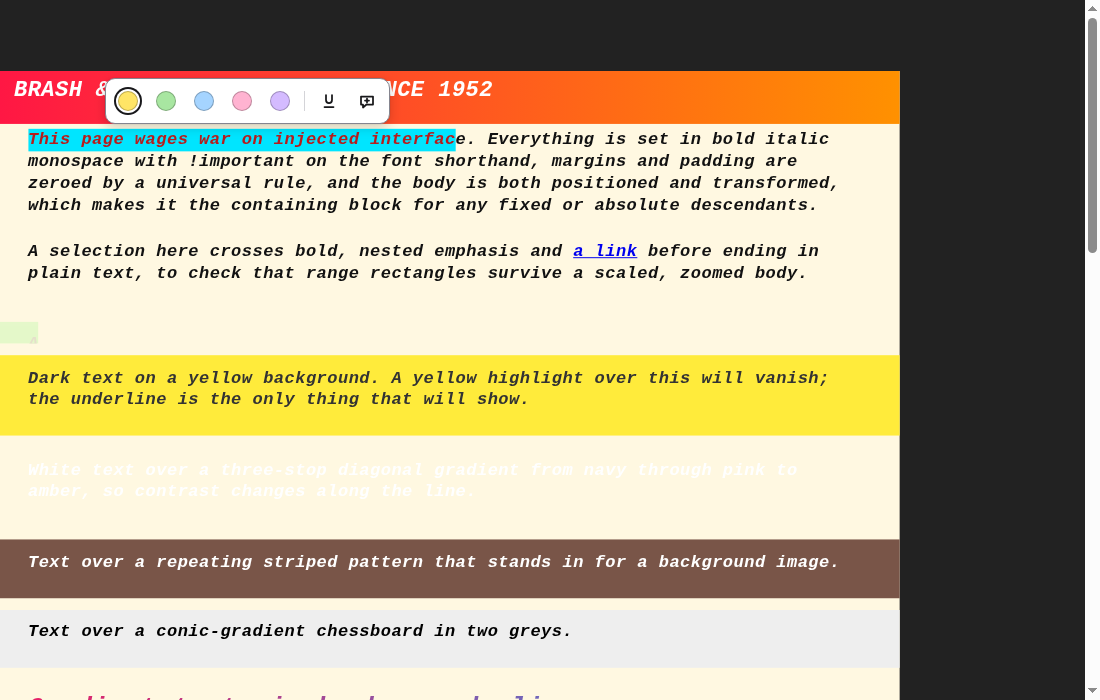 BRASH & NCE 1952
This page wages war on injected interface. Everything is set in bold italic
monospace with !important on the font shorthand, margins and padding are
zeroed by a universal rule, and the body is both positioned and transformed,
which makes it the containing block for any fixed or absolute descendants.
A selection here crosses bold, nested emphasis and a link before ending in
plain text, to check that range rectangles survive a scaled, zoomed body.
Dark text on a yellow background. A yellow highlight over this will vanish;
the underline is the only thing that will show.
White text over a three-stop diagonal gradient from navy through pink to
amber, so contrast changes along the line.
Text over a repeating striped pattern that stands in for a background image.
Text over a conic-gradient chessboard in two greys.